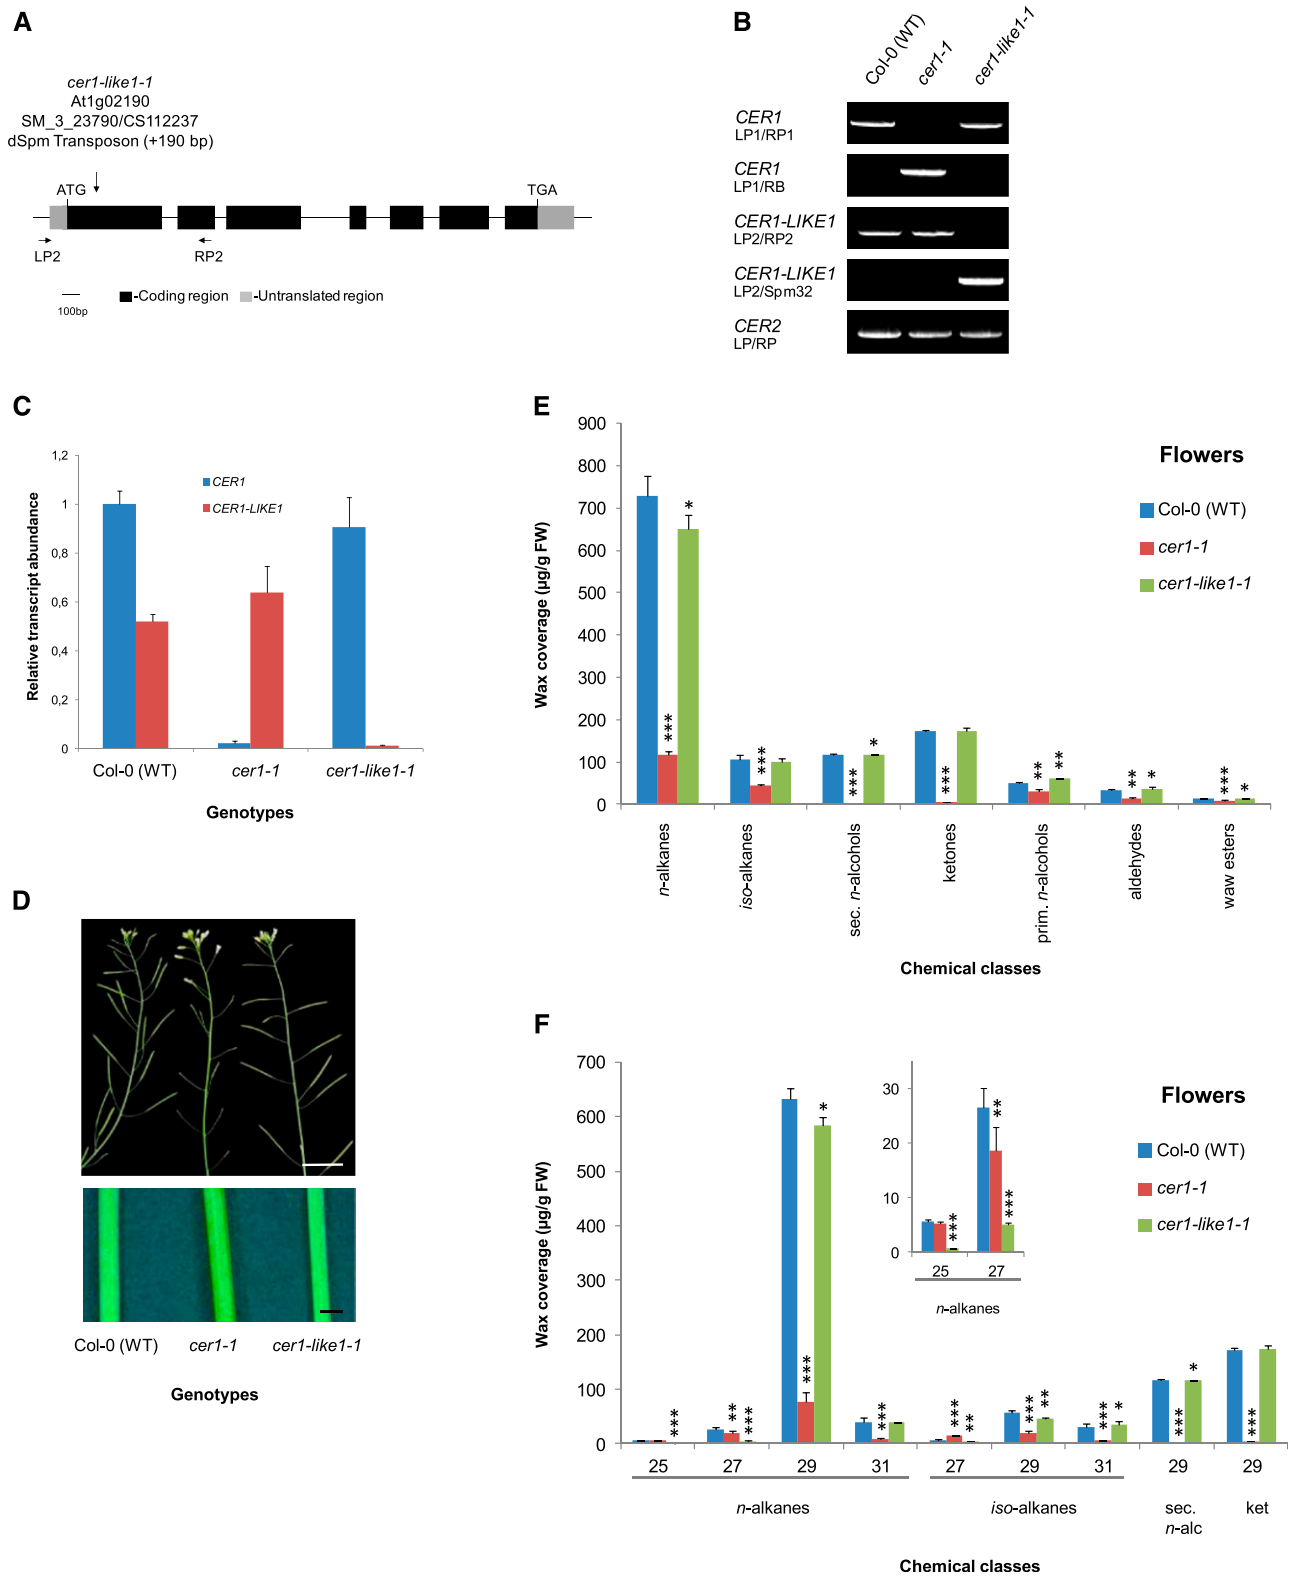 A
cer1-like1-1
At1g02190
SM_3_23790/CS112237
dSpm Transposon (+190 bp)
ATG
TGA
LP2
RP2
100bp
-Coding region
-Untranslated region
B
Col-0 (WT)
cer1-1
cer1-like1-1
CER1
LP1/RP1
CER1
LP1/RB
CER1-LIKE1
LP2/RP2
CER1-LIKE1
LP2/Spm32
CER2
LP/RP
C
Relative transcript abundance
1,2
1
0,8
0,6
0,4
0,2
0
CER1
CER1-LIKE1
Col-0 (WT)
cer1-1
cer1-like1-1
Genotypes
D
Col-0 (WT)
cer1-1
cer1-like1-1
Genotypes
E
Wax coverage (µg/g FW)
900
800
700
600
500
400
300
200
100
0
Flowers
Col-0 (WT)
cer1-1
cer1-like1-1
***
*
***
***
*
***
**
**
**
*
***
*
n-alkanes
iso-alkanes
sec. n-alcohols
ketones
prim. n-alcohols
aldehydes
waw esters
Chemical classes
F
Wax coverage (µg/g FW)
700
600
500
400
300
200
100
0
30
20
10
0
***
**
***
25
27
n-alkanes
Flowers
Col-0 (WT)
cer1-1
cer1-like1-1
***
**
***
***
*
***
***
**
***
**
***
*
***
*
***
25
27
29
31
27
29
31
29
29
n-alkanes
iso-alkanes
sec.
n-alc
ket
Chemical classes